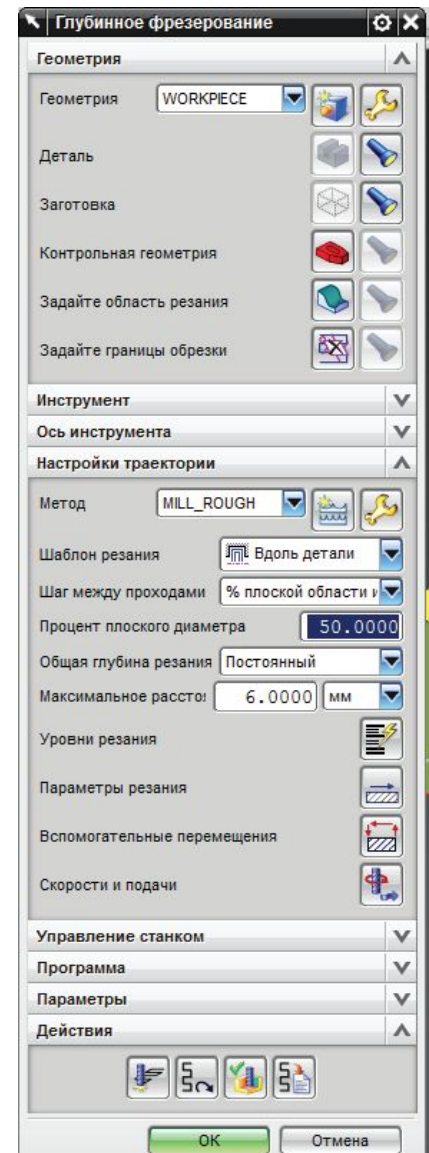 Глубинное фрезерование
Геометрия
Геометрия WORKPIECE
Деталь
Заготовка
Контрольная геометрия
Задайте область резания
Задайте границы обрезки
Инструмент
Ось инструмента
Настройки траектории
Метод MILL_ROUGH
Шаблон резания Вдоль детали
Шаг между проходами % плоской области и
Процент плоского диаметра 50.0000
Общая глубина резания Постоянный
Максимальное рассто 6.0000 мм
Уровни резания
Параметры резания
Вспомогательные перемещения
Скорости и подачи
Управление станком
Программа
Параметры
Действия
ОК Отмена